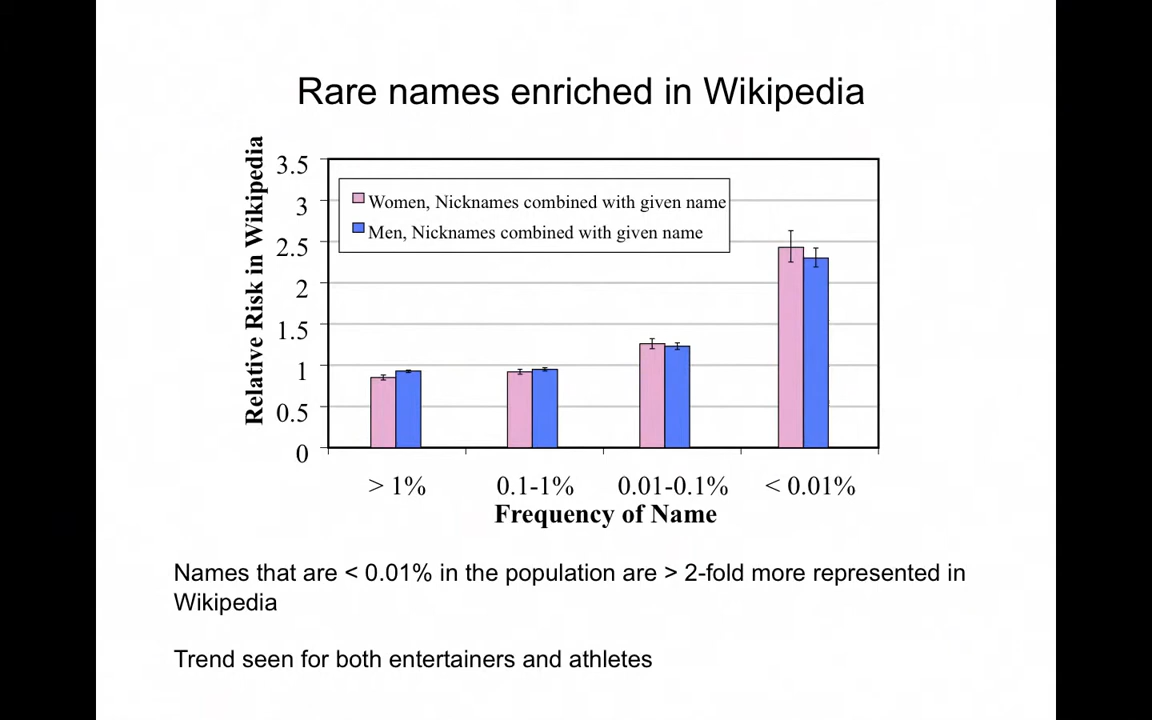 Rare names enriched in Wikipedia
Relative Risk in Wikipedia
3.5
3
2.5
2
1.5
1
0.5
0
Women, Nicknames combined with given name
Men, Nicknames combined with given name
> 1%
0.1-1%
0.01-0.1%
< 0.01%
Frequency of Name
Names that are < 0.01% in the population are > 2-fold more represented in
Wikipedia
Trend seen for both entertainers and athletes